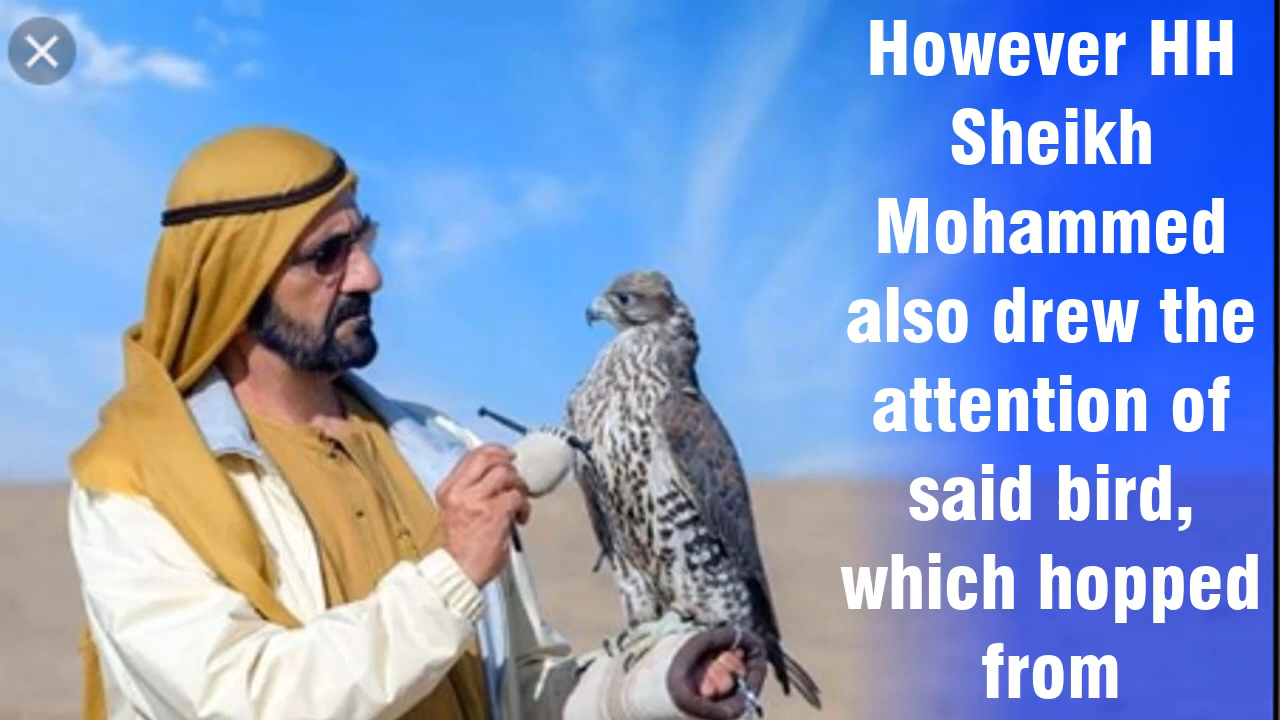 However HH
Sheikh
Mohammed
also drew the
attention of
said bird,
which hopped
from